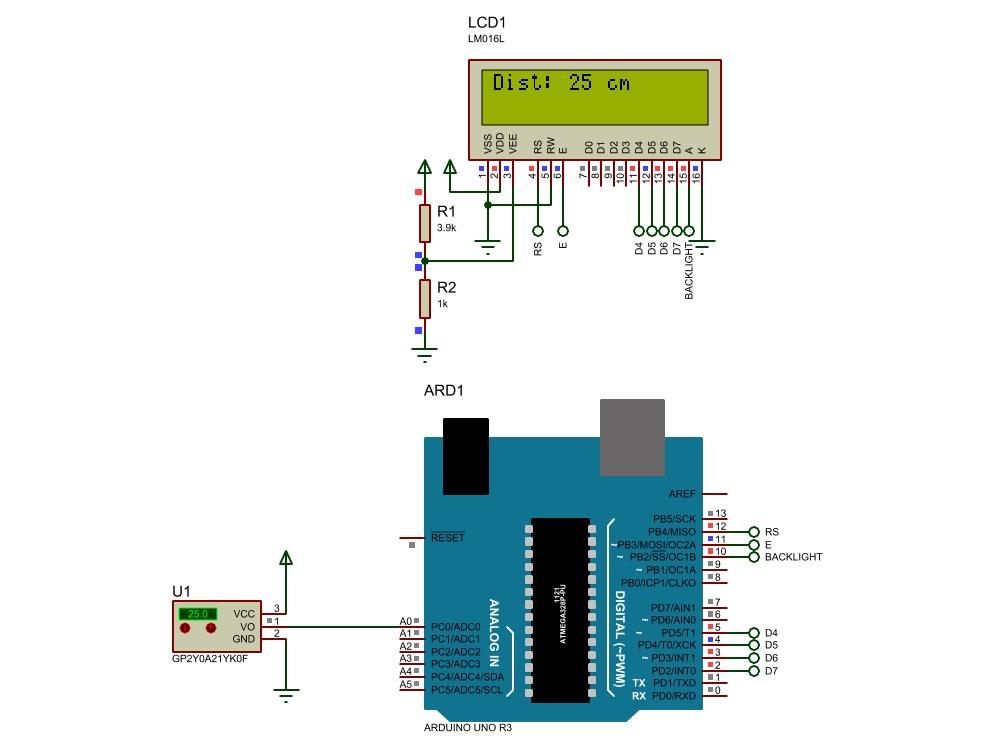 LCD1
LM016L
Dist: 25 cm
VSS VDD VEE RS RW E D0 D1 D2 D3 D4 D5 D6 D7 A K
1 2 3 4 5 6 7 8 9 10 11 12 13 14 15 16
RS E D4 D5 D6 D7 BACKLIGHT
R1
3.9k
R2
1k
ARD1
AREF
RESET
PB5/SCK 13
PB4/MISO 12 RS
~PB3/MOSI/OC2A 11 E
~ PB2/SS/OC1B 10 BACKLIGHT
~ PB1/OC1A 9
PB0/ICP1/CLKO 8
PD7/AIN1 7
~ PD6/AIN0 6
~ PD5/T1 5 D4
PD4/T0/XCK 4 D5
~ PD3/INT1 3 D6
PD2/INT0 2 D7
TX PD1/TXD 1
RX PD0/RXD 0
1121
ATMEGA328P-PU
ANALOG IN
DIGITAL (~PWM)
A0 PC0/ADC0
A1 PC1/ADC1
A2 PC2/ADC2
A3 PC3/ADC3
A4 PC4/ADC4/SDA
A5 PC5/ADC5/SCL
ARDUINO UNO R3
U1
25.0
VCC 3
VO 1
GND 2
GP2Y0A21YK0F